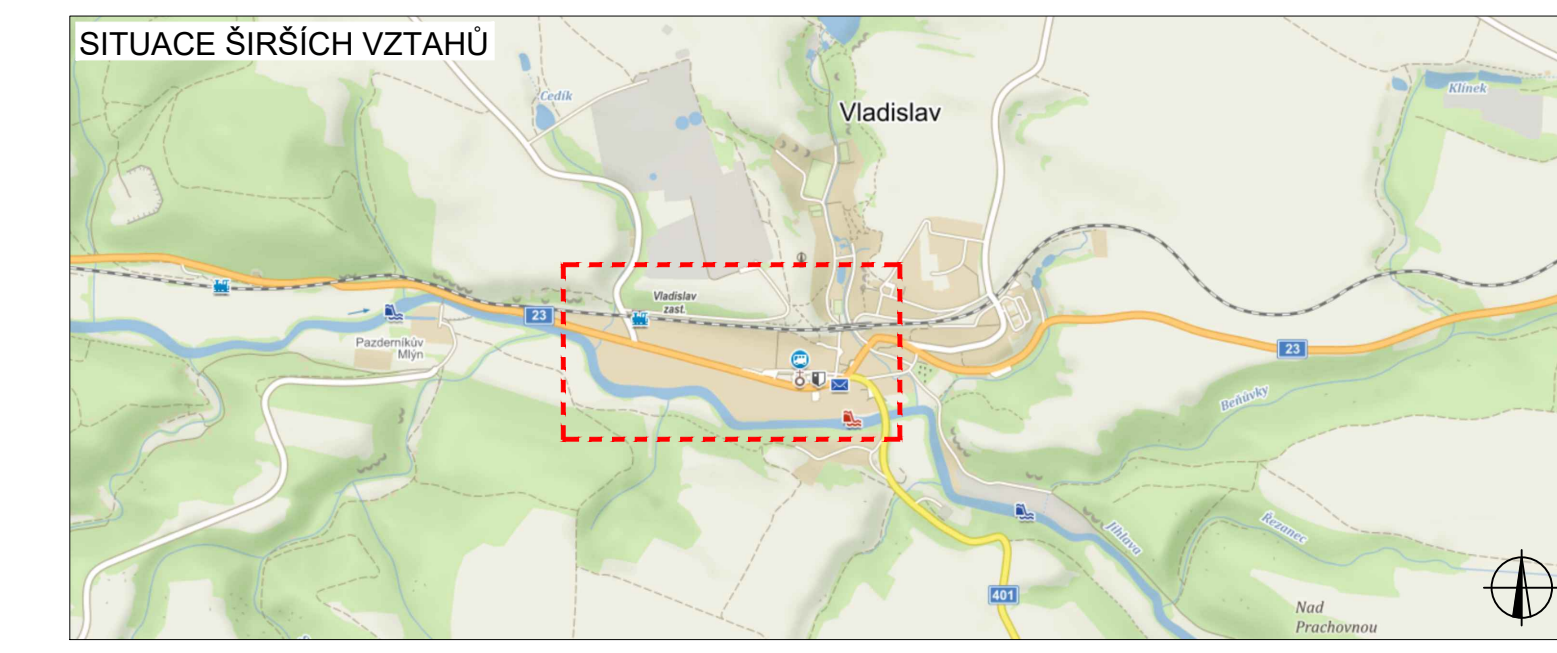 SITUACE ŠIRŠÍCH VZTAHŮ
Cedík
Vladislav
Klínek
Vladislav
zast.
23
Pazderníkův
Mlýn
23
Beňůvky
Jihlava
Řezanec
401
Nad
Prachovnou